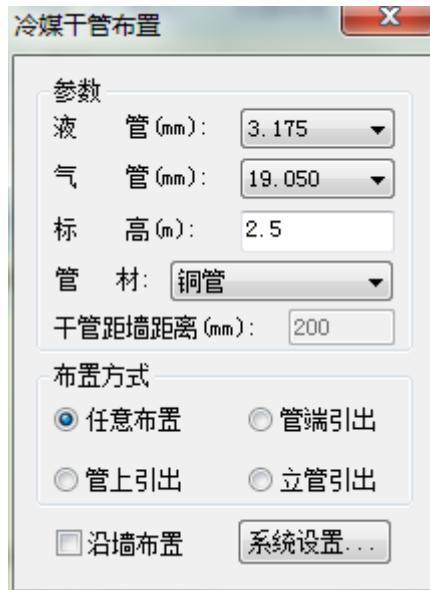 冷媒干管布置
参数
液 管(mm): 3.175
气 管(mm): 19.050
标 高(m): 2.5
管 材: 铜管
干管距墙距离(mm): 200
布置方式
任意布置 管端引出
管上引出 立管引出
沿墙布置 系统设置...